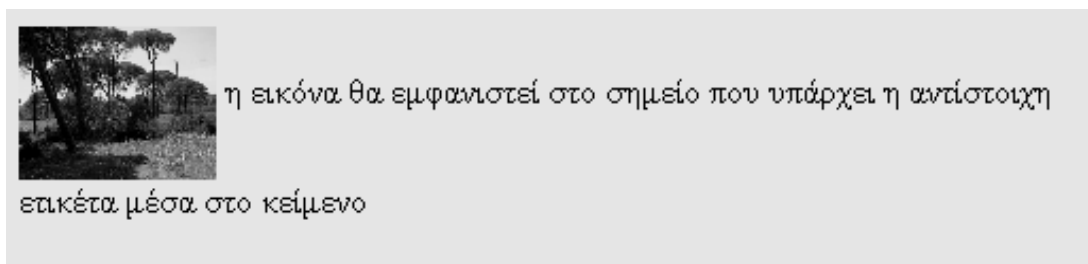 η εικόνα θα εμφανιστεί στο σημείο που υπάρχει η αντίστοιχη
ετικέτα μέσα στο κείμενο